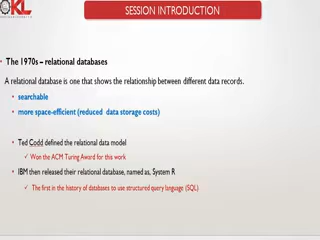 KL
SESSION INTRODUCTION
The 1970s – relational databases
A relational database is one that shows the relationship between different data records.
searchable
more space-efficient (reduced data storage costs)
Ted Codd defined the relational data model
Won the ACM Turing Award for this work
IBM then released their relational database, named as, System R
The first in the history of databases to use structured query language (SQL)